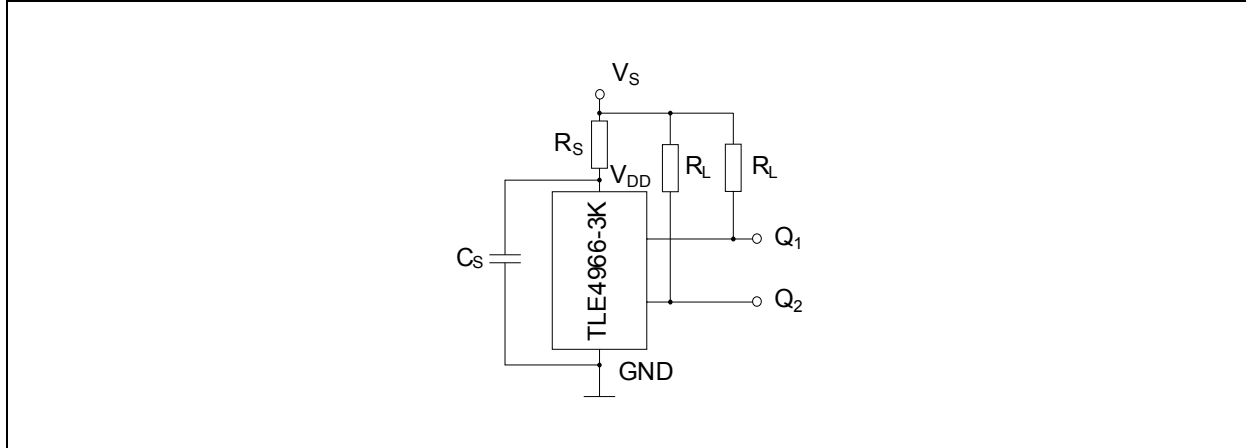 V_S
R_S
V_DD
R_L
R_L
TLE4966-3K
Q_1
C_S
Q_2
GND